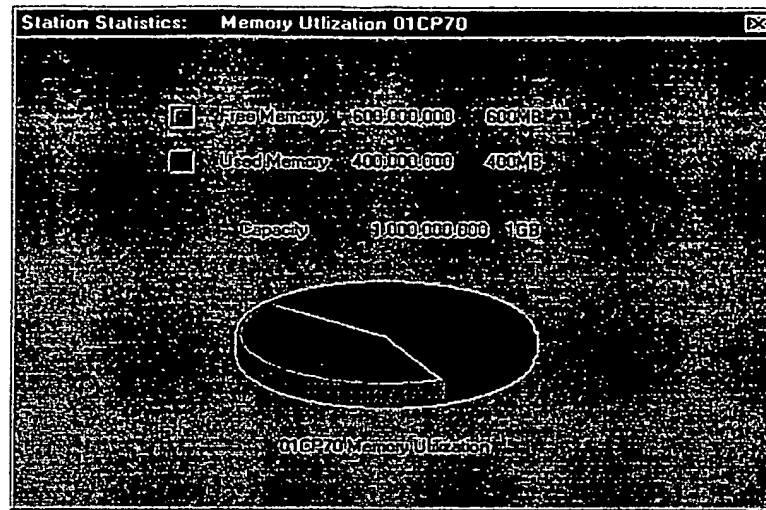 Station Statistics: Memory Utlization 01CP70
Free Memory 600,000,000 600MB
Used Memory 400,000,000 400MB
Capacity 1,000,000,000 1GB
01CP70 Memory Utilization